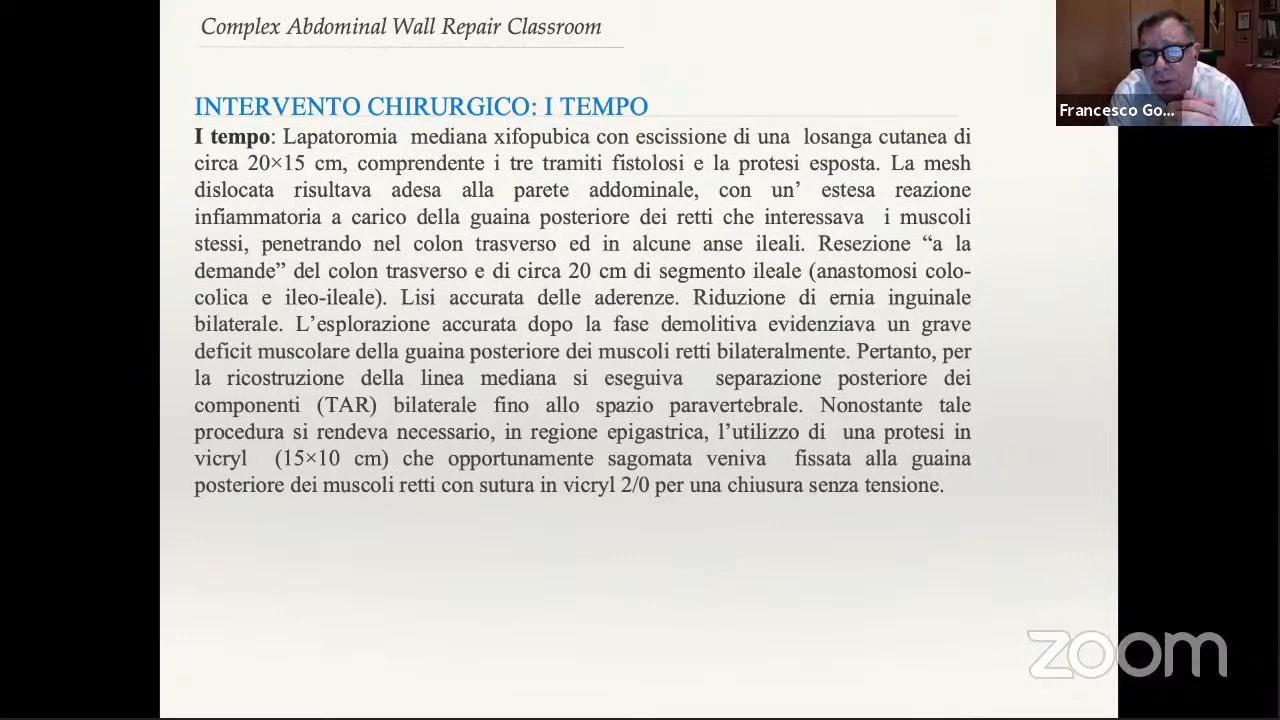 Complex Abdominal Wall Repair Classroom
Francesco Go...
INTERVENTO CHIRURGICO: I TEMPO
I tempo: Lapatoromia mediana xifopubica con escissione di una losanga cutanea di
circa 20×15 cm, comprendente i tre tramiti fistolosi e la protesi esposta. La mesh
dislocata risultava adesa alla parete addominale, con un’ estesa reazione
infiammatoria a carico della guaina posteriore dei retti che interessava i muscoli
stessi, penetrando nel colon trasverso ed in alcune anse ileali. Resezione “a la
demande” del colon trasverso e di circa 20 cm di segmento ileale (anastomosi colo-
colica e ileo-ileale). Lisi accurata delle aderenze. Riduzione di ernia inguinale
bilaterale. L’esplorazione accurata dopo la fase demolitiva evidenziava un grave
deficit muscolare della guaina posteriore dei muscoli retti bilateralmente. Pertanto, per
la ricostruzione della linea mediana si eseguiva separazione posteriore dei
componenti (TAR) bilaterale fino allo spazio paravertebrale. Nonostante tale
procedura si rendeva necessario, in regione epigastrica, l’utilizzo di una protesi in
vicryl (15×10 cm) che opportunamente sagomata veniva fissata alla guaina
posteriore dei muscoli retti con sutura in vicryl 2/0 per una chiusura senza tensione.
zoom